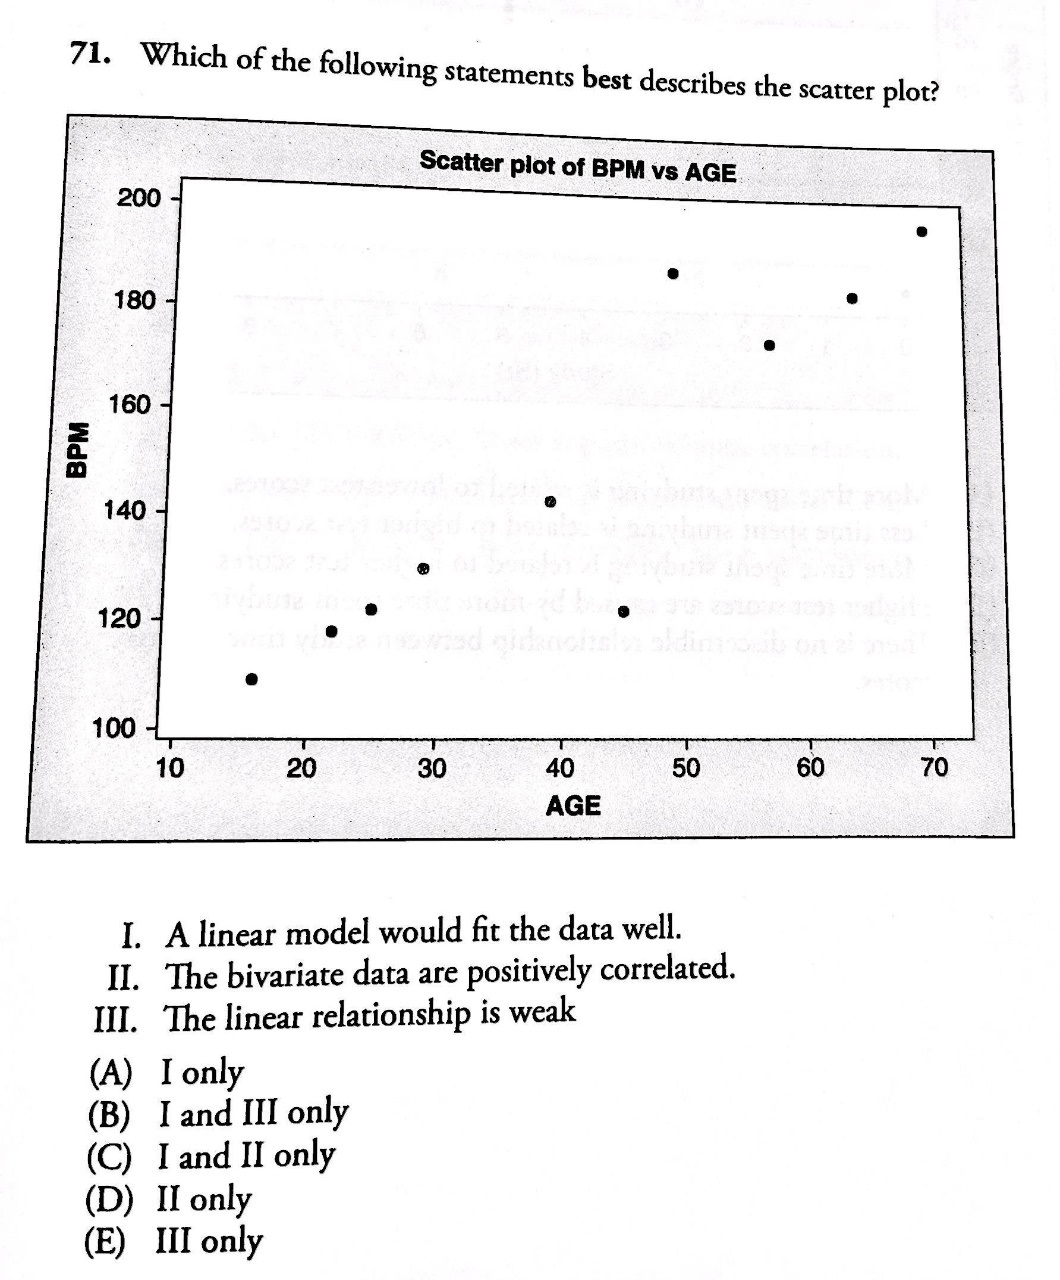 71. Which of the following statements best describes the scatter plot?
Scatter plot of BPM vs AGE
200
180
160
140
120
100
BPM
10 20 30 40 50 60 70
AGE
I. A linear model would fit the data well.
II. The bivariate data are positively correlated.
III. The linear relationship is weak
(A) I only
(B) I and III only
(C) I and II only
(D) II only
(E) III only